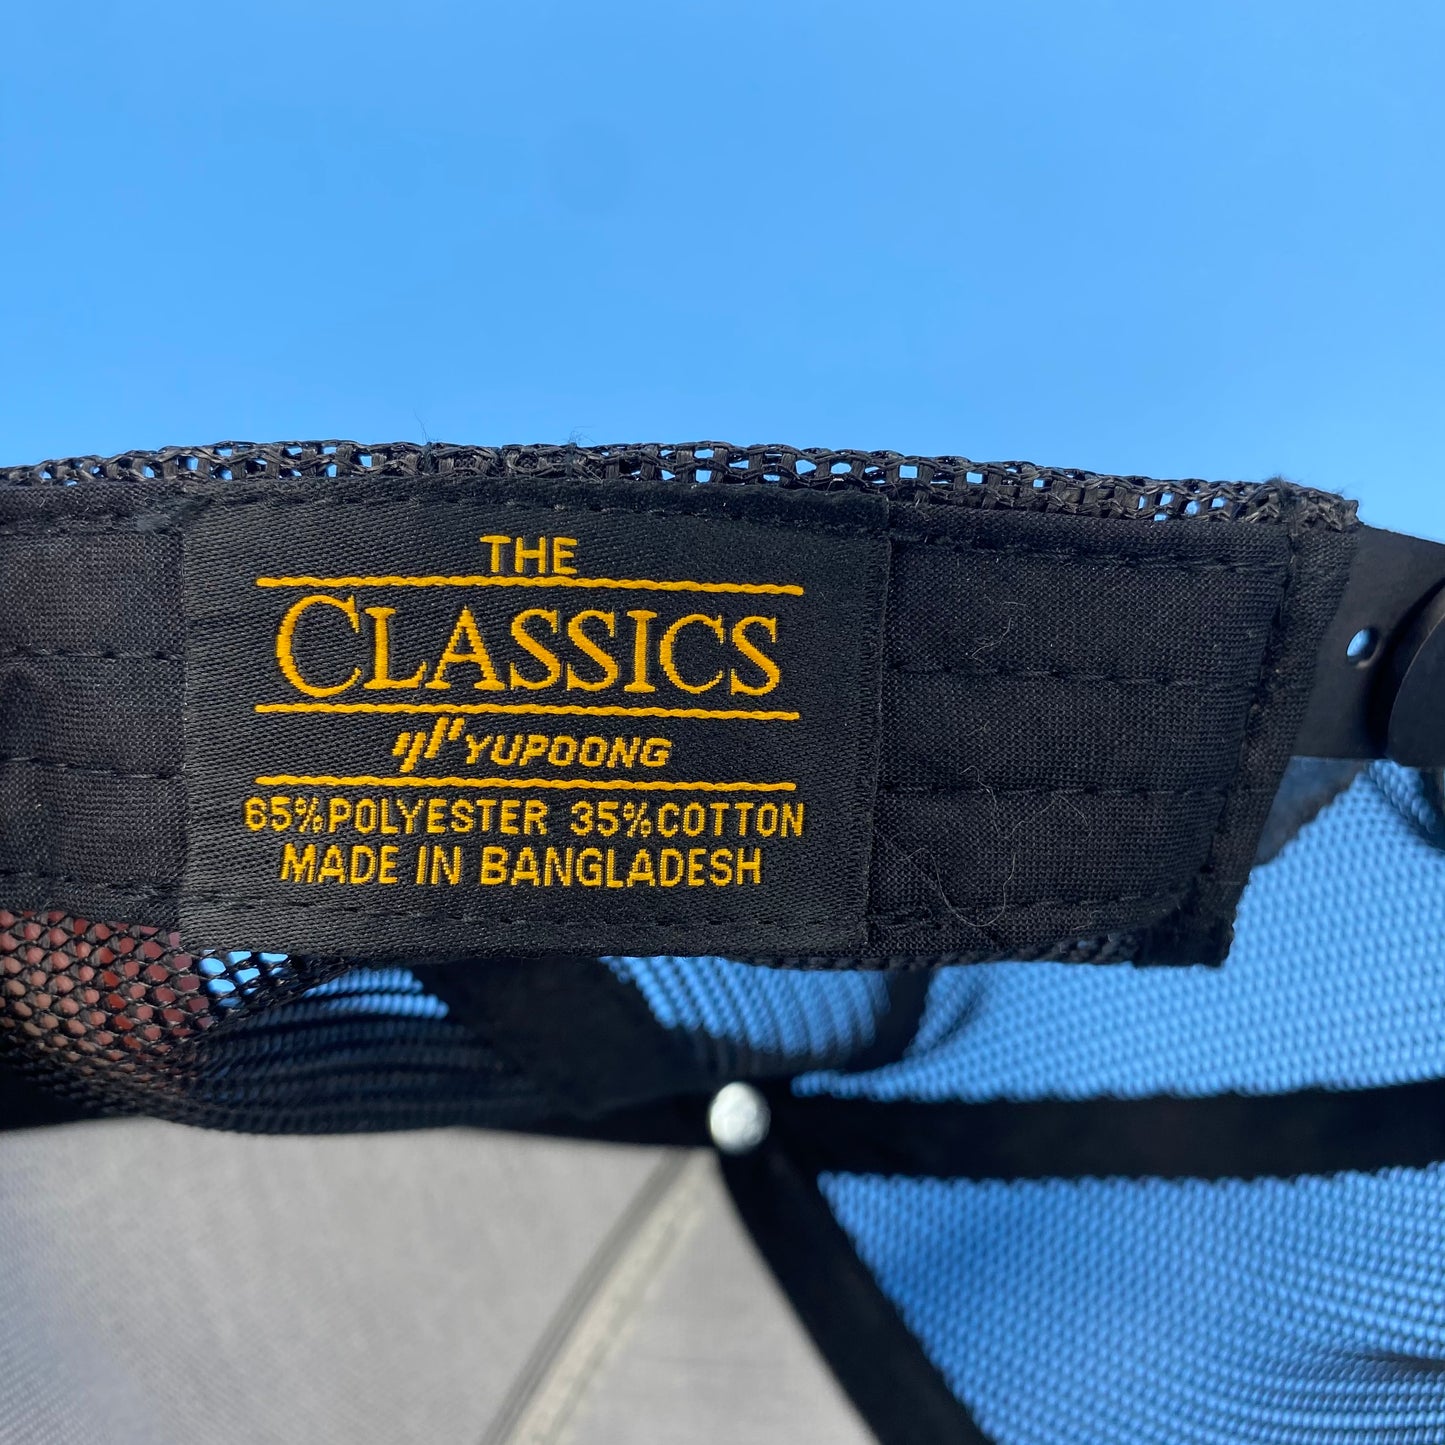 THE
CLASSICS
YUPOONG
65%POLYESTER 35%COTTON
MADE IN BANGLADESH